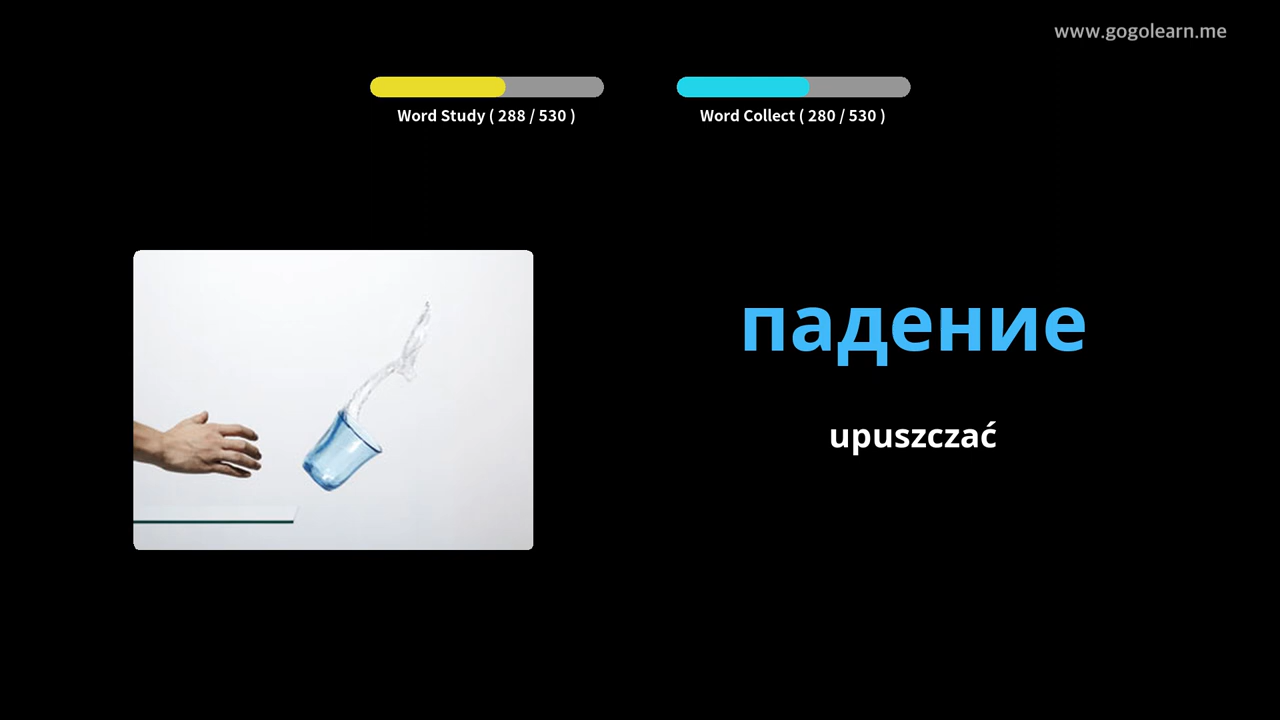 www.gogolearn.me
Word Study ( 288 / 530 )
Word Collect ( 280 / 530 )
падение
upuszczać